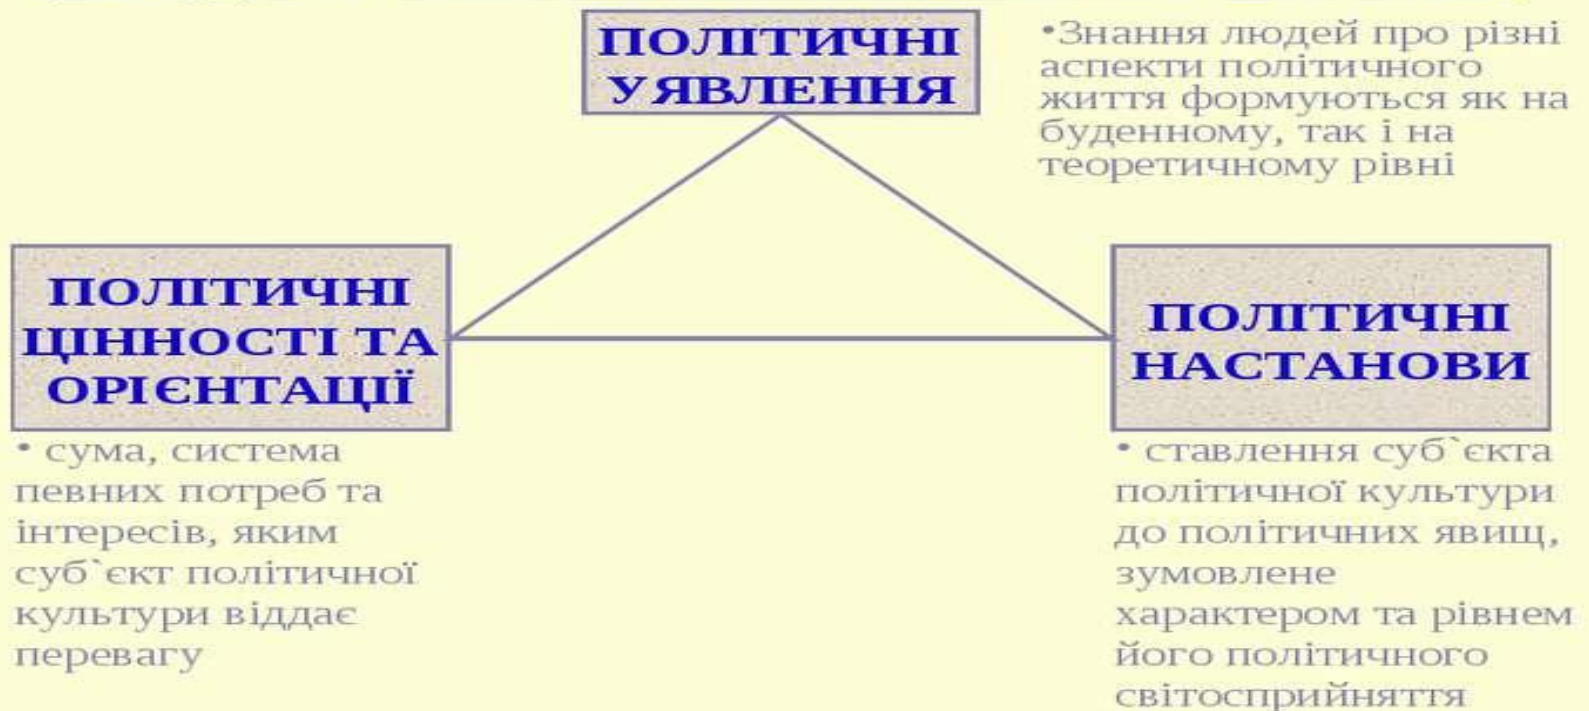 ПОЛІТИЧНІ
УЯВЛЕННЯ
•Знання людей про різні
аспекти політичного
життя формуються як на
буденному, так і на
теоретичному рівні
ПОЛІТИЧНІ
ЦІННОСТІ ТА
ОРІЄНТАЦІЇ
• сума, система
певних потреб та
інтересів, яким
суб`єкт політичної
культури віддає
перевагу
ПОЛІТИЧНІ
НАСТАНОВИ
• ставлення суб`єкта
політичної культури
до політичних явищ,
зумовлене
характером та рівнем
його політичного
світосприйняття